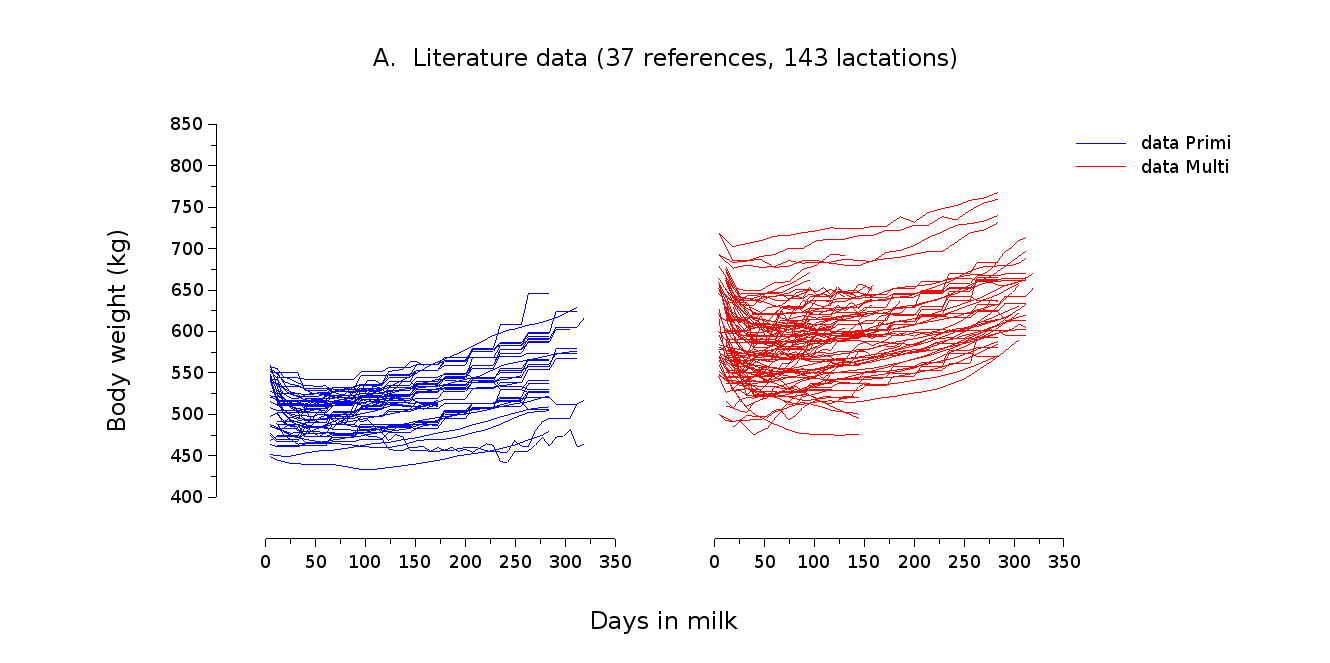 A.  Literature data (37 references, 143 lactations)
850
800
750
700
650
600
550
500
450
400
Body weight (kg)
data Primi
data Multi
0 50 100 150 200 250 300 350
0 50 100 150 200 250 300 350
Days in milk